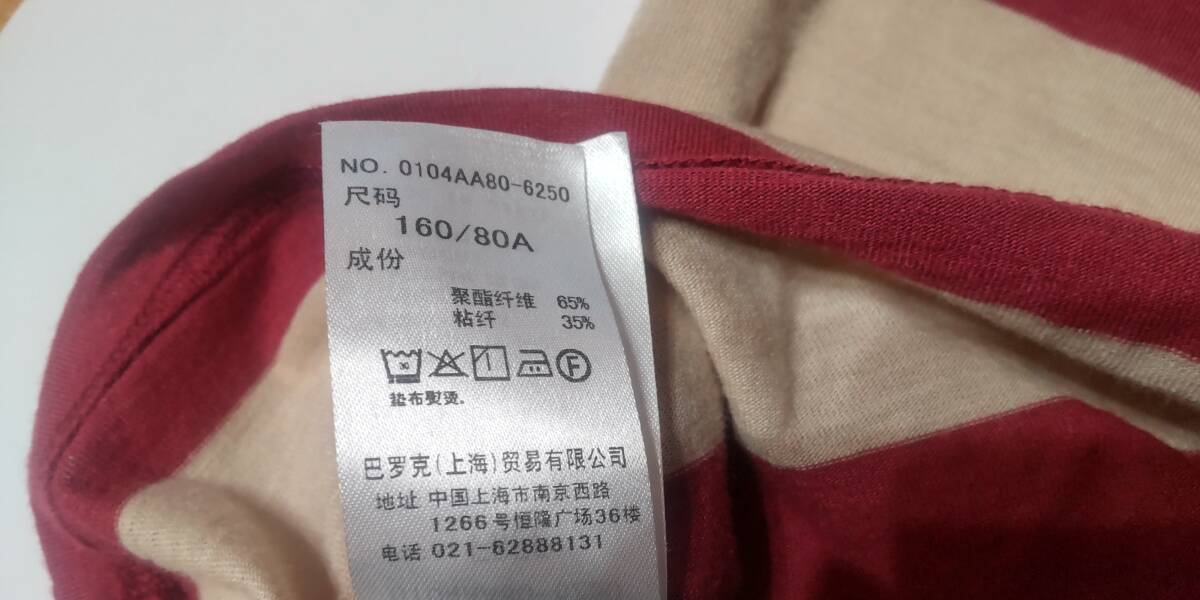 NO. 0104AA80-6250
尺码
160/80A
成份
聚酯纤维 65%
粘纤 35%
30
F
垫布熨烫.
巴罗克(上海)贸易有限公司
地址 中国上海市南京西路
1266号恒隆广场36楼
电话 021-62888131